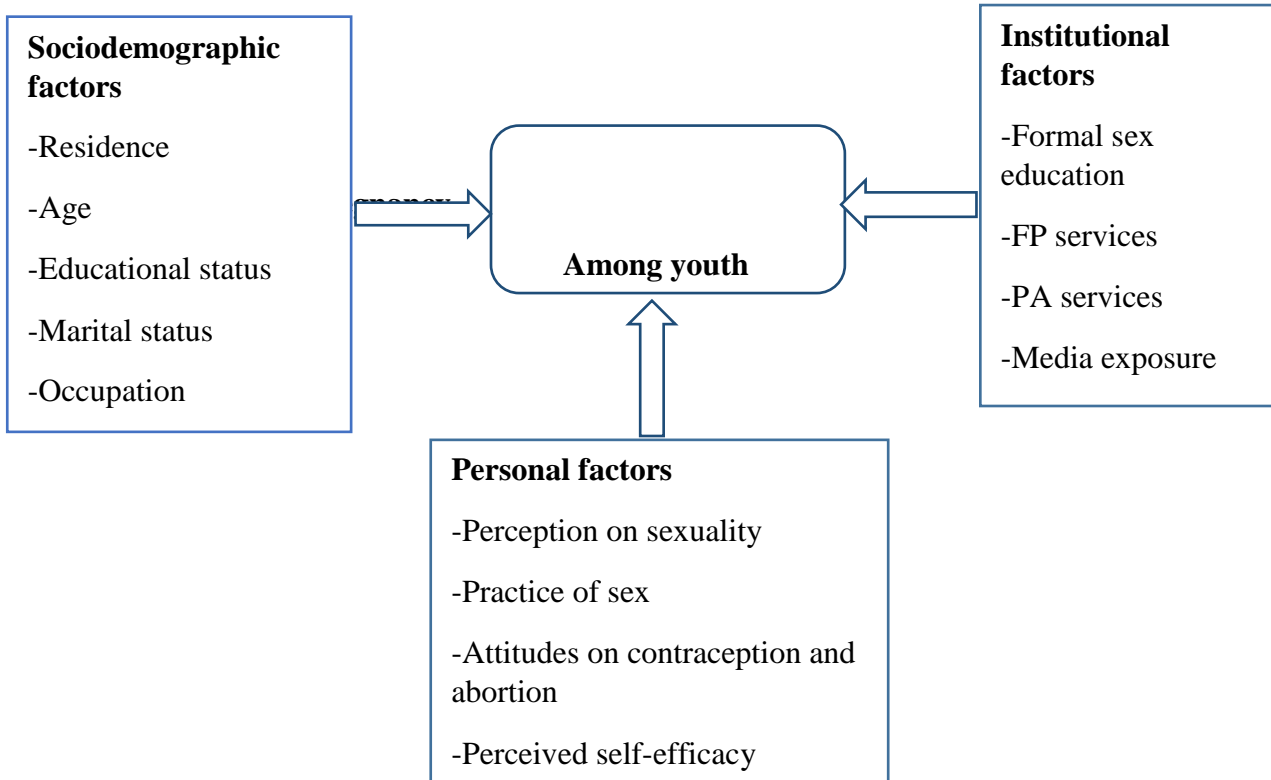 Sociodemographic
factors
-Residence
-Age
-Educational status
-Marital status
-Occupation
Among youth
Institutional
factors
-Formal sex
education
-FP services
-PA services
-Media exposure
Personal factors
-Perception on sexuality
-Practice of sex
-Attitudes on contraception and
abortion
-Perceived self-efficacy